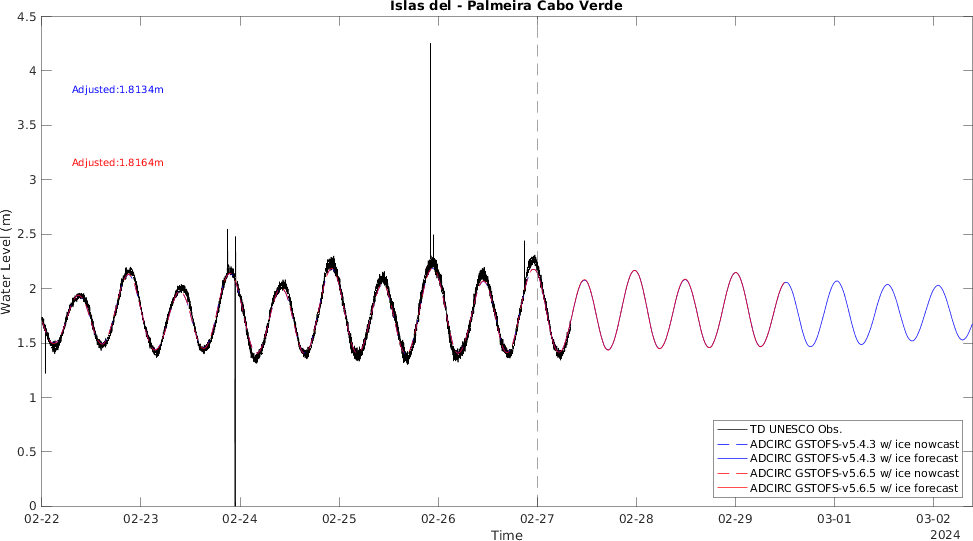 Islas del - Palmeira Cabo Verde
4.5
4
3.5
3
2.5
2
1.5
1
0.5
0
Water Level (m)
Adjusted:1.8134m
Adjusted:1.8164m
TD UNESCO Obs.
ADCIRC GSTOFS-v5.4.3 w/ ice nowcast
ADCIRC GSTOFS-v5.4.3 w/ ice forecast
ADCIRC GSTOFS-v5.6.5 w/ ice nowcast
ADCIRC GSTOFS-v5.6.5 w/ ice forecast
02-22 02-23 02-24 02-25 02-26 02-27 02-28 02-29 03-01 03-02
Time
2024